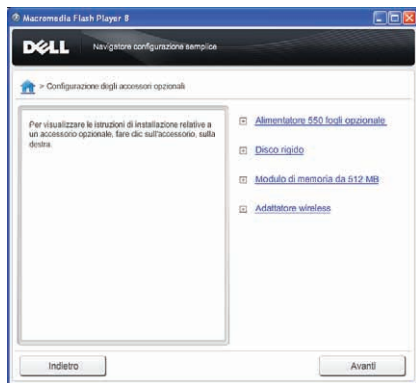 Macromedia Flash Player 8
DELL
Navigatore configurazione semplice
> Configurazione degli accessori opzionali
Per visualizzare le istruzioni di installazione relative a
un accessorio opzionale, fare clic sull'accessorio, sulla
destra.
Alimentatore 550 fogli opzionale
Disco rigido
Modulo di memoria da 512 MB
Adattatore wireless
Indietro
Avanti